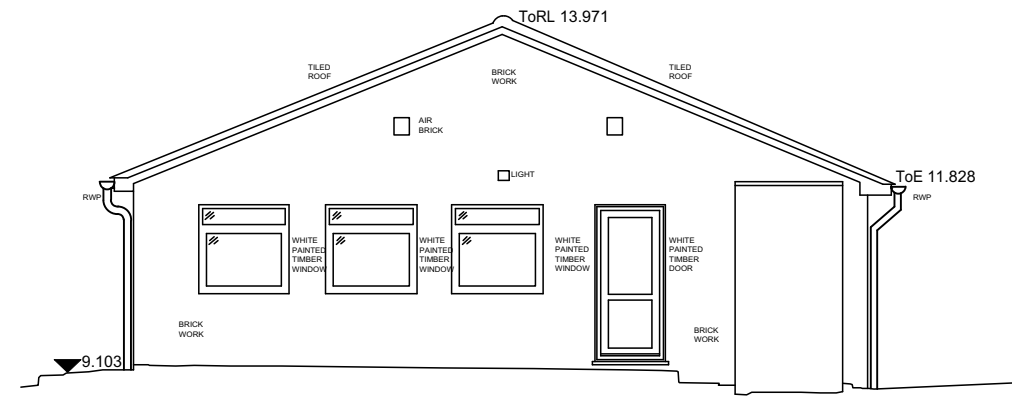 ToRL 13.971
TILED
ROOF
BRICK
WORK
TILED
ROOF
AIR
BRICK
LIGHT
ToE 11.828
RWP
RWP
WHITE
PAINTED
TIMBER
WINDOW
WHITE
PAINTED
TIMBER
WINDOW
WHITE
PAINTED
TIMBER
WINDOW
WHITE
PAINTED
TIMBER
DOOR
BRICK
WORK
BRICK
WORK
9.103